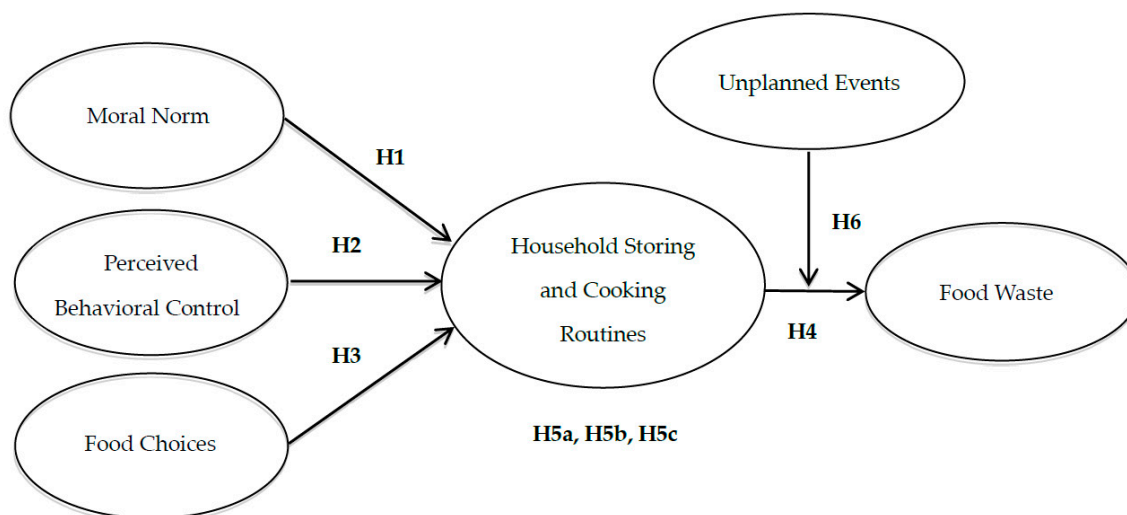 Moral Norm
H1
Perceived
Behavioral Control
H2
Food Choices
H3
Household Storing
and Cooking
Routines
H5a, H5b, H5c
Unplanned Events
H6
H4
Food Waste